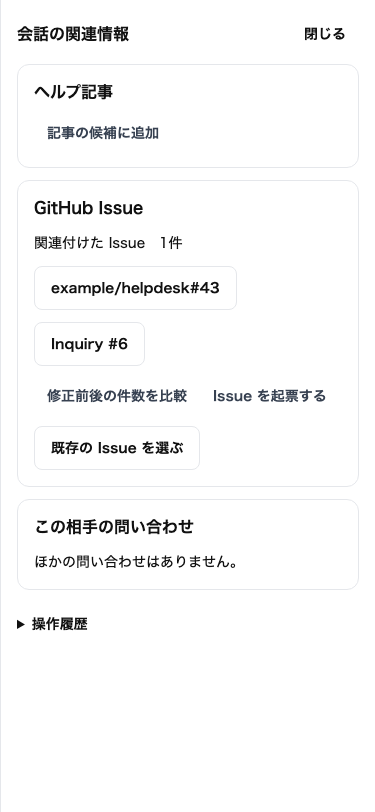 会話の関連情報 閉じる
ヘルプ記事
記事の候補に追加
GitHub Issue
関連付けた Issue 1件
example/helpdesk#43
Inquiry #6
修正前後の件数を比較 Issue を起票する
既存の Issue を選ぶ
この相手の問い合わせ
ほかの問い合わせはありません。
操作履歴